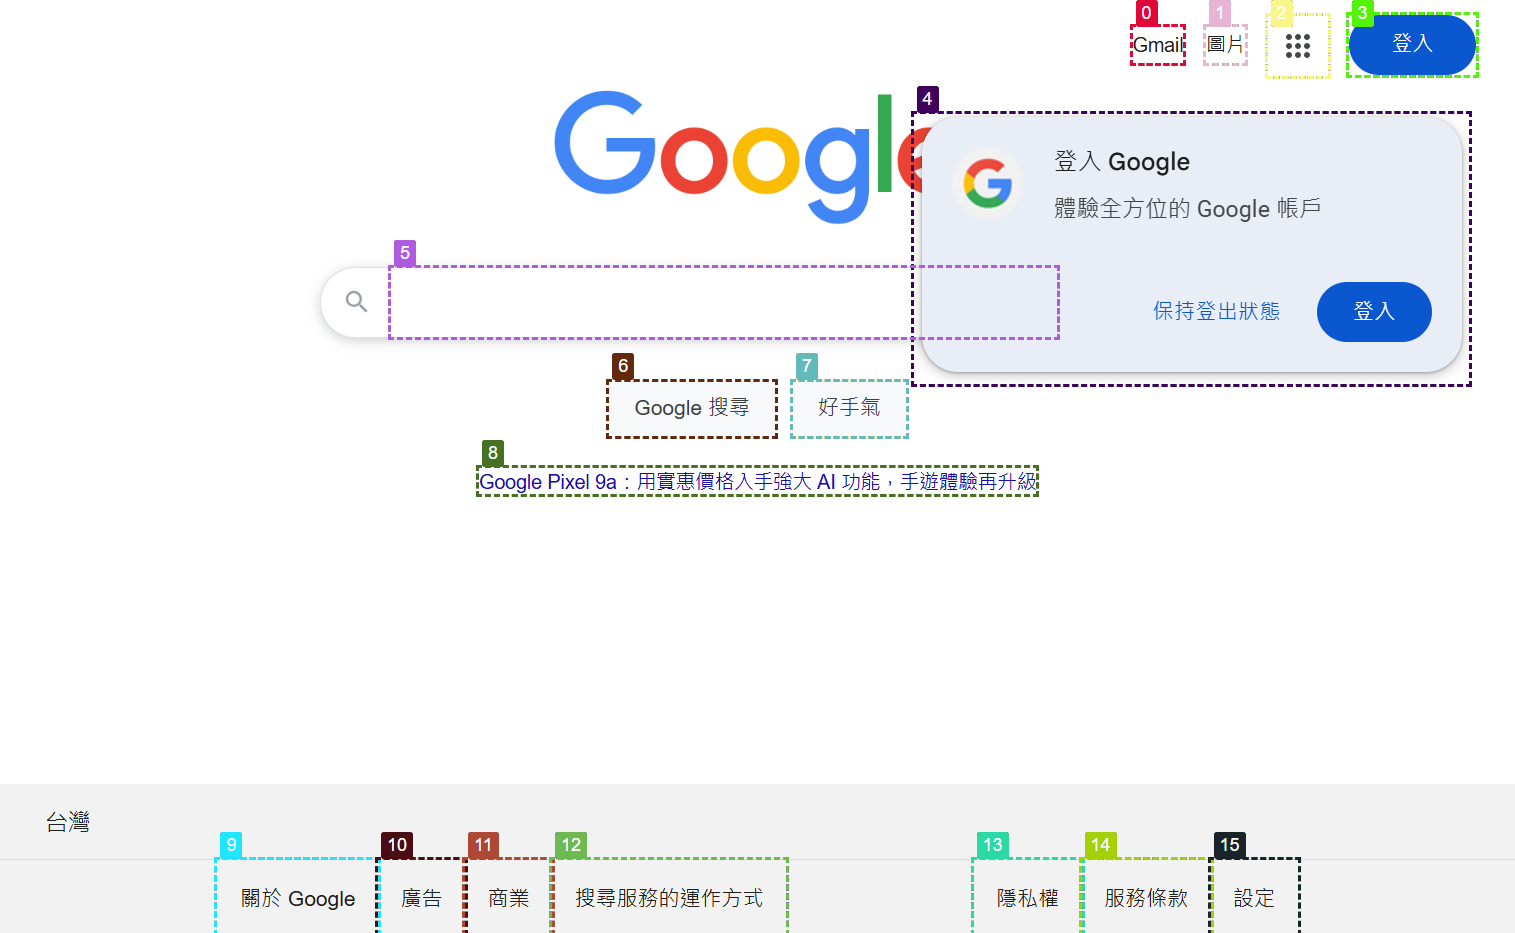 0
1
2
3
Gmail
圖片
登入
4
Google
登入 Google
體驗全方位的 Google 帳戶
5
保持登出狀態
登入
6
7
Google 搜尋
好手氣
8
Google Pixel 9a：用實惠價格入手強大 AI 功能，手遊體驗再升級
台灣
9
10
11
12
13
14
15
關於 Google
廣告
商業
搜尋服務的運作方式
隱私權
服務條款
設定